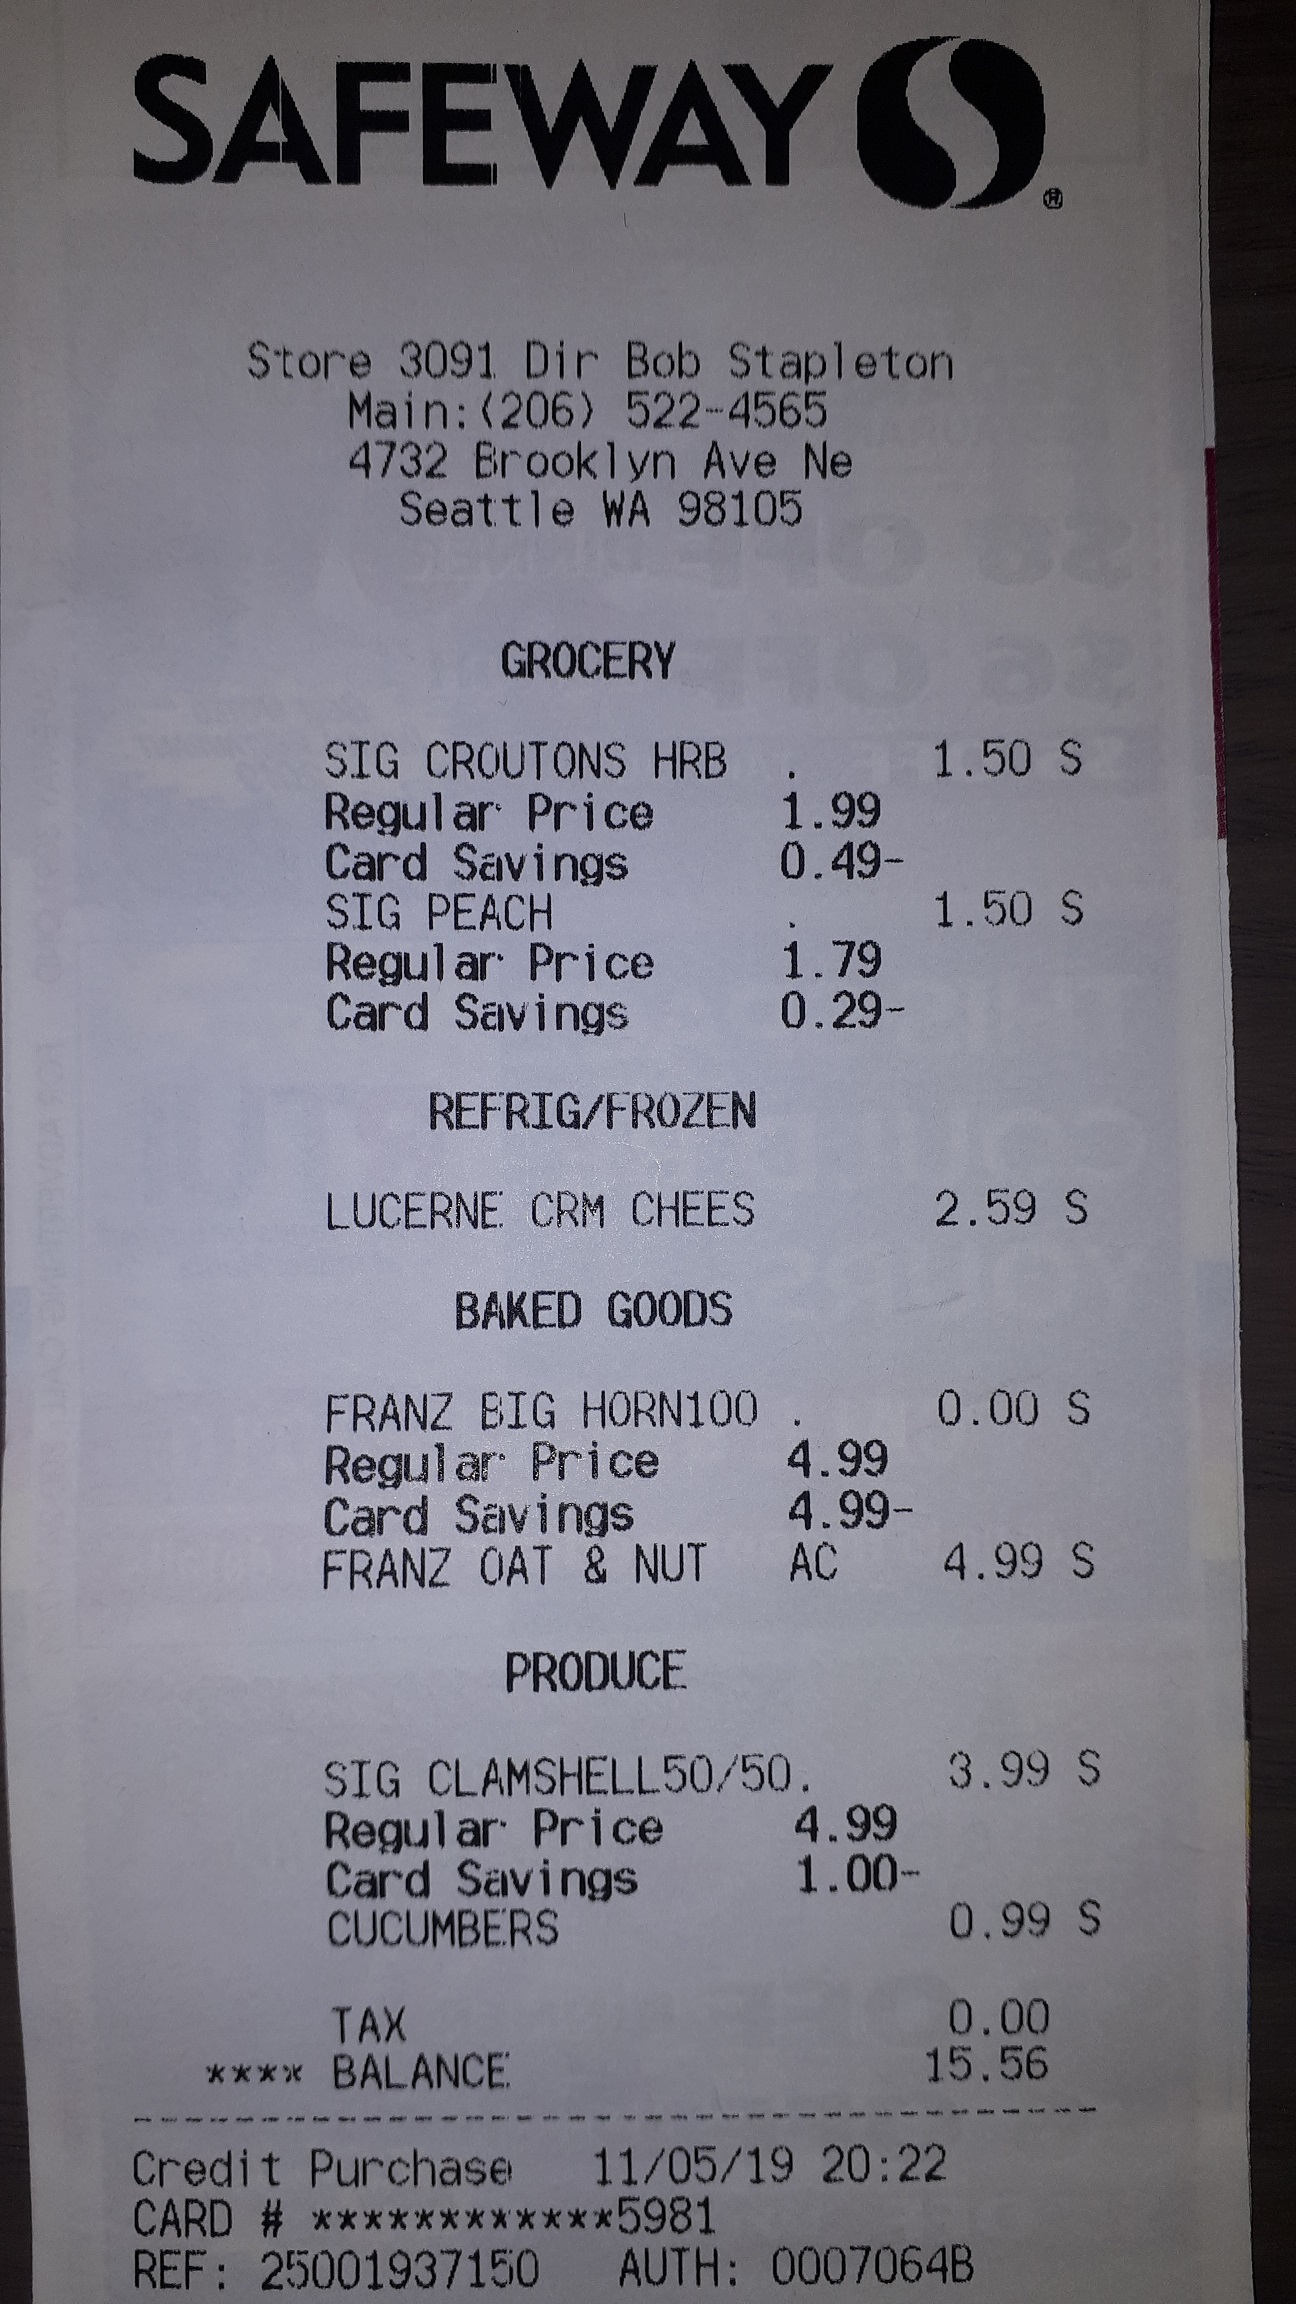 SAFEWAY ®
Store 3091 Dir Bob Stapleton
Main:(206) 522-4565
4732 Brooklyn Ave Ne
Seattle WA 98105
GROCERY
SIG CROUTONS HRB . 1.50 S
Regular Price 1.99
Card Savings 0.49-
SIG PEACH . 1.50 S
Regular Price 1.79
Card Savings 0.29-
REFRIG/FROZEN
LUCERNE CRM CHEES 2.59 S
BAKED GOODS
FRANZ BIG HORN100 . 0.00 S
Regular Price 4.99
Card Savings 4.99-
FRANZ OAT & NUT AC 4.99 S
PRODUCE
SIG CLAMSHELL50/50. 3.99 S
Regular Price 4.99
Card Savings 1.00-
CUCUMBERS 0.99 S
TAX 0.00
**** BALANCE 15.56
Credit Purchase 11/05/19 20:22
CARD # ************5981
REF: 25001937150 AUTH: 0007064B